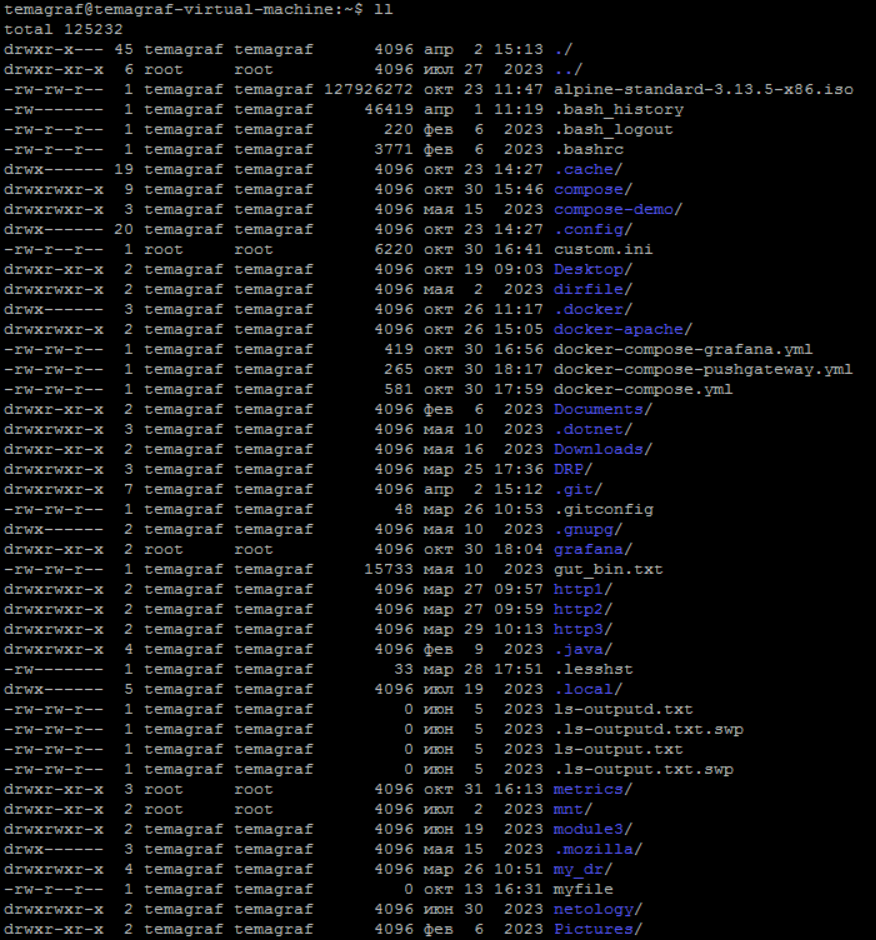 temagraf@temagraf-virtual-machine:~$ ll
total 125232
drwxr-x--- 45 temagraf temagraf      4096 апр  2 15:13 ./
drwxr-xr-x  6 root     root          4096 июл 27  2023 ../
-rw-rw-r--  1 temagraf temagraf 127926272 окт 23 11:47 alpine-standard-3.13.5-x86.iso
-rw-------  1 temagraf temagraf     46419 апр  1 11:19 .bash_history
-rw-r--r--  1 temagraf temagraf       220 фев  6  2023 .bash_logout
-rw-r--r--  1 temagraf temagraf      3771 фев  6  2023 .bashrc
drwx------ 19 temagraf temagraf      4096 окт 23 14:27 .cache/
drwxrwxr-x  9 temagraf temagraf      4096 окт 30 15:46 compose/
drwxrwxr-x  3 temagraf temagraf      4096 мая 15  2023 compose-demo/
drwx------ 20 temagraf temagraf      4096 окт 23 14:27 .config/
-rw-r--r--  1 root     root          6220 окт 30 16:41 custom.ini
drwxr-xr-x  2 temagraf temagraf      4096 окт 19 09:03 Desktop/
drwxrwxr-x  2 temagraf temagraf      4096 мая  2  2023 dirfile/
drwx------  3 temagraf temagraf      4096 окт 26 11:17 .docker/
drwxrwxr-x  2 temagraf temagraf      4096 окт 26 15:05 docker-apache/
-rw-rw-r--  1 temagraf temagraf       419 окт 30 16:56 docker-compose-grafana.yml
-rw-rw-r--  1 temagraf temagraf       265 окт 30 18:17 docker-compose-pushgateway.yml
-rw-rw-r--  1 temagraf temagraf       581 окт 30 17:59 docker-compose.yml
drwxr-xr-x  2 temagraf temagraf      4096 фев  6  2023 Documents/
drwxrwxr-x  3 temagraf temagraf      4096 мая 10  2023 .dotnet/
drwxr-xr-x  2 temagraf temagraf      4096 мая 16  2023 Downloads/
drwxrwxr-x  3 temagraf temagraf      4096 мар 25 17:36 DRP/
drwxrwxr-x  7 temagraf temagraf      4096 апр  2 15:12 .git/
-rw-rw-r--  1 temagraf temagraf        48 мар 26 10:53 .gitconfig
drwx------  2 temagraf temagraf      4096 мая 10  2023 .gnupg/
drwxr-xr-x  2 root     root          4096 окт 30 18:04 grafana/
-rw-rw-r--  1 temagraf temagraf     15733 мая 10  2023 gut_bin.txt
drwxrwxr-x  2 temagraf temagraf      4096 мар 27 09:57 http1/
drwxrwxr-x  2 temagraf temagraf      4096 мар 27 09:59 http2/
drwxrwxr-x  2 temagraf temagraf      4096 мар 29 10:13 http3/
drwxrwxr-x  4 temagraf temagraf      4096 фев  9  2023 .java/
-rw-------  1 temagraf temagraf        33 мар 28 17:51 .lesshst
drwx------  5 temagraf temagraf      4096 июл 19  2023 .local/
-rw-rw-r--  1 temagraf temagraf         0 июн  5  2023 ls-outputd.txt
-rw-rw-r--  1 temagraf temagraf         0 июн  5  2023 .ls-outputd.txt.swp
-rw-rw-r--  1 temagraf temagraf         0 июн  5  2023 ls-output.txt
-rw-rw-r--  1 temagraf temagraf         0 июн  5  2023 .ls-output.txt.swp
drwxr-xr-x  3 root     root          4096 окт 31 16:13 metrics/
drwxr-xr-x  2 root     root          4096 июл  2  2023 mnt/
drwxrwxr-x  2 temagraf temagraf      4096 июн 19  2023 module3/
drwx------  3 temagraf temagraf      4096 мая 15  2023 .mozilla/
drwxrwxr-x  4 temagraf temagraf      4096 мар 26 10:51 my_dr/
-rw-r--r--  1 temagraf temagraf         0 окт 13 16:31 myfile
drwxrwxr-x  2 temagraf temagraf      4096 июн 30  2023 netology/
drwxr-xr-x  2 temagraf temagraf      4096 фев  6  2023 Pictures/